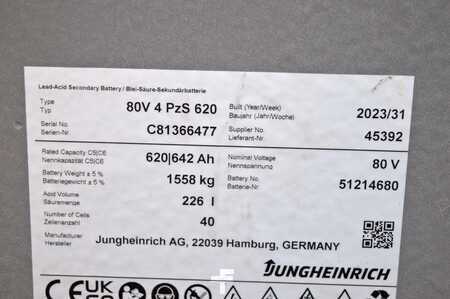 Lead-Acid Secondary Battery / Blei-Säure-Sekundärbatterie
Type
Typ
80V 4 PzS 620
Built (Year/Week)
Baujahr (Jahr/Woche)
2023/31
Serial No.
Serien-Nr.
C81366477
Supplier No.
Lieferant-Nr.
45392
Rated Capacity C5|C6
Nennkapazität C5|C6
620|642 Ah
Nominal Voltage
Nennspannung
80 V
Battery Weight ± 5 %
Batteriegewicht ± 5 %
1558 kg
Battery No.
Batterie-Nr.
51214680
Acid Volume
Säuremenge
226 l
Number of Cells
Zellenanzahl
40
Manufacturer
Hersteller
Jungheinrich AG, 22039 Hamburg, GERMANY
JUNGHEINRICH
CE UK